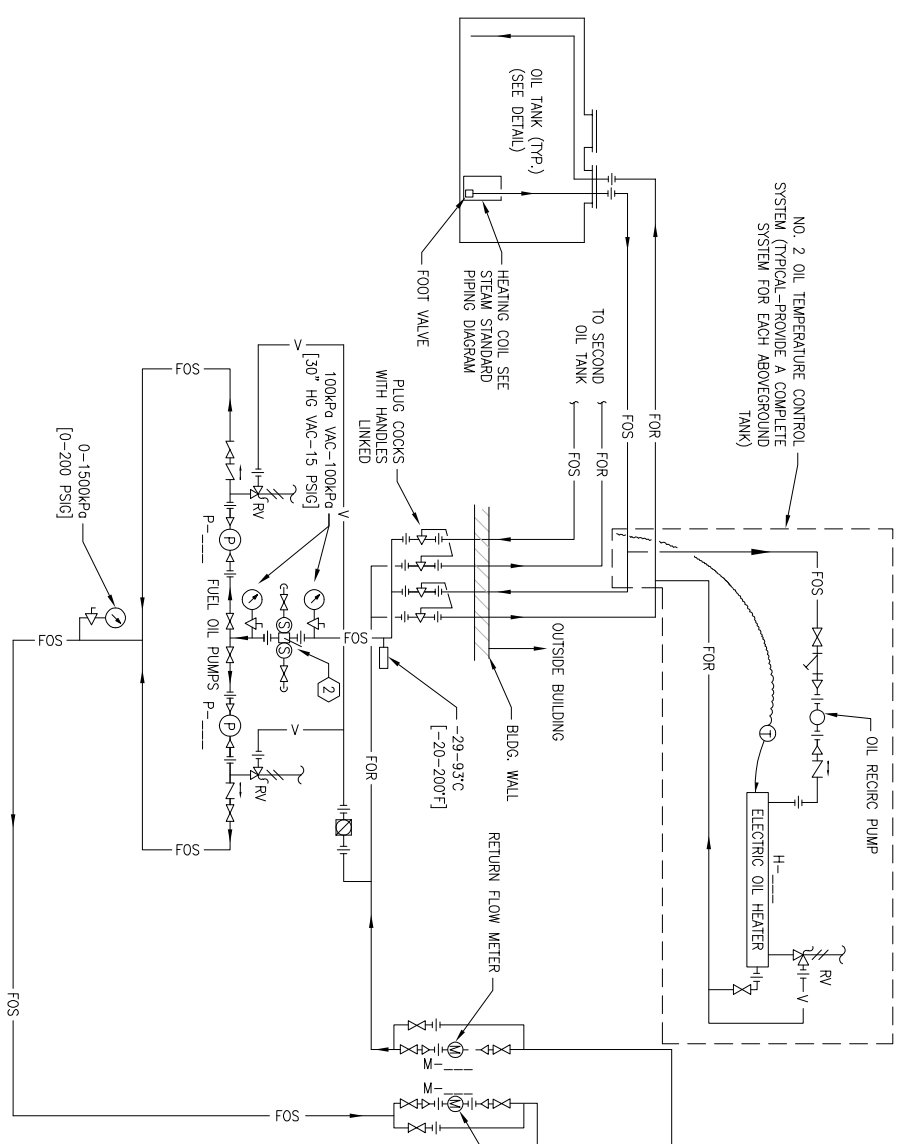 NO. 2 OIL TEMPERATURE CONTROL
SYSTEM (TYPICAL-PROVIDE A COMPLETE
SYSTEM FOR EACH ABOVEGROUND
TANK)
FOS
OIL RECIRC PUMP
T
H-___
ELECTRIC OIL HEATER
RV
V
FOR
OIL TANK (TYP.)
(SEE DETAIL)
FOR
FOS
HEATING COIL SEE
STEAM STANDARD
PIPING DIAGRAM
FOOT VALVE
TO SECOND
OIL TANK
FOR
FOS
OUTSIDE BUILDING
BLDG. WALL
PLUG COCKS
WITH HANDLES
LINKED
-29-93°C
[-20-200°F]
FOS
FOR
100kPa VAC-100kPa
[30" HG VAC-15 PSIG]
V
V
V
S
S
2
RV
RV
P-___
P
FUEL OIL PUMPS
P-___
P
FOS
FOS
0-1500kPa
[0-200 PSIG]
FOS
FOS
RETURN FLOW METER
M
M-___
M-___
M
FOS